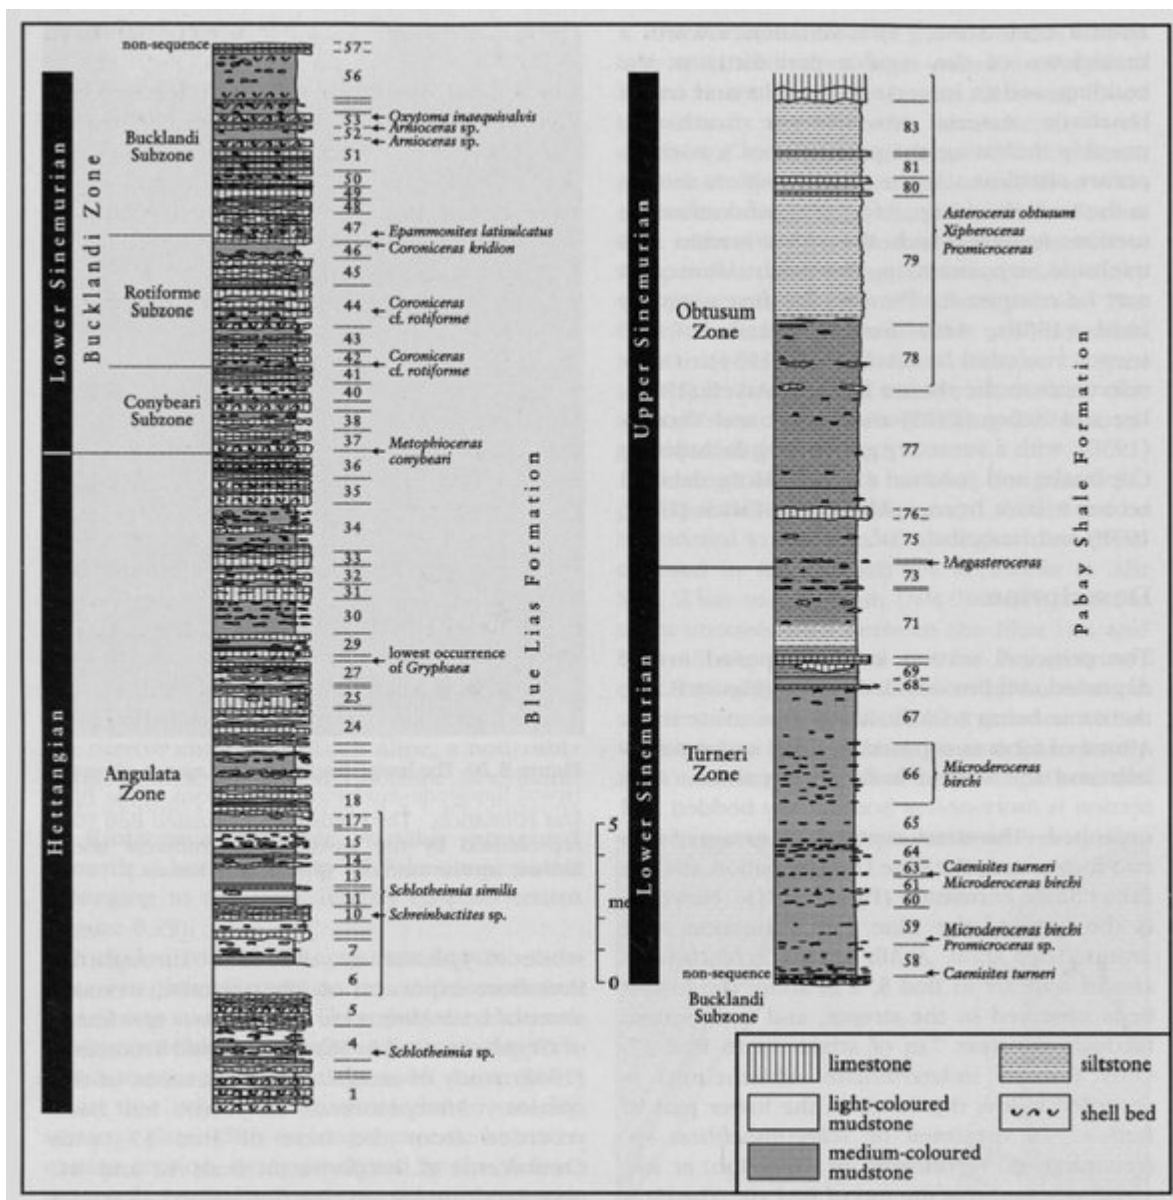 non-sequence
57
56
53
Oxytoma inaequivalvis
52
Arnioceras sp.
Arnioceras sp.
51
50
49
48
47
Epammonites latisulcatus
46
Coroniceras kridion
45
44
Coroniceras
cf. rotiforme
43
42
Coroniceras
cf. rotiforme
41
40
38
37
Metophioceras
conybeari
36
35
34
33
32
31
30
29
lowest occurrence
of Gryphaea
27
25
24
18
17
15
14
13
Schlotheimia similis
11
10
Schreinbactites sp.
7
6
5
4
Schlotheimia sp.
1
Lower Sinemurian
Hettangian
Bucklandi Zone
Bucklandi
Subzone
Rotiforme
Subzone
Conybeari
Subzone
Angulata
Zone
Blue Lias Formation
83
81
80
Asteroceras obtusum
Xipheroceras
Promicroceras
79
78
77
76
75
?Aegasteroceras
73
71
69
68
67
66
Microderoceras
birchi
65
64
63
Caenisites turneri
61
Microderoceras birchi
60
59
Microderoceras birchi
Promicroceras sp.
58
Caenisites turneri
Upper Sinemurian
Lower Sinemurian
Obtusum
Zone
Turneri
Zone
Pabay Shale Formation
5
0
non-sequence
Bucklandi
Subzone
limestone
siltstone
light-coloured
mudstone
shell bed
medium-coloured
mudstone